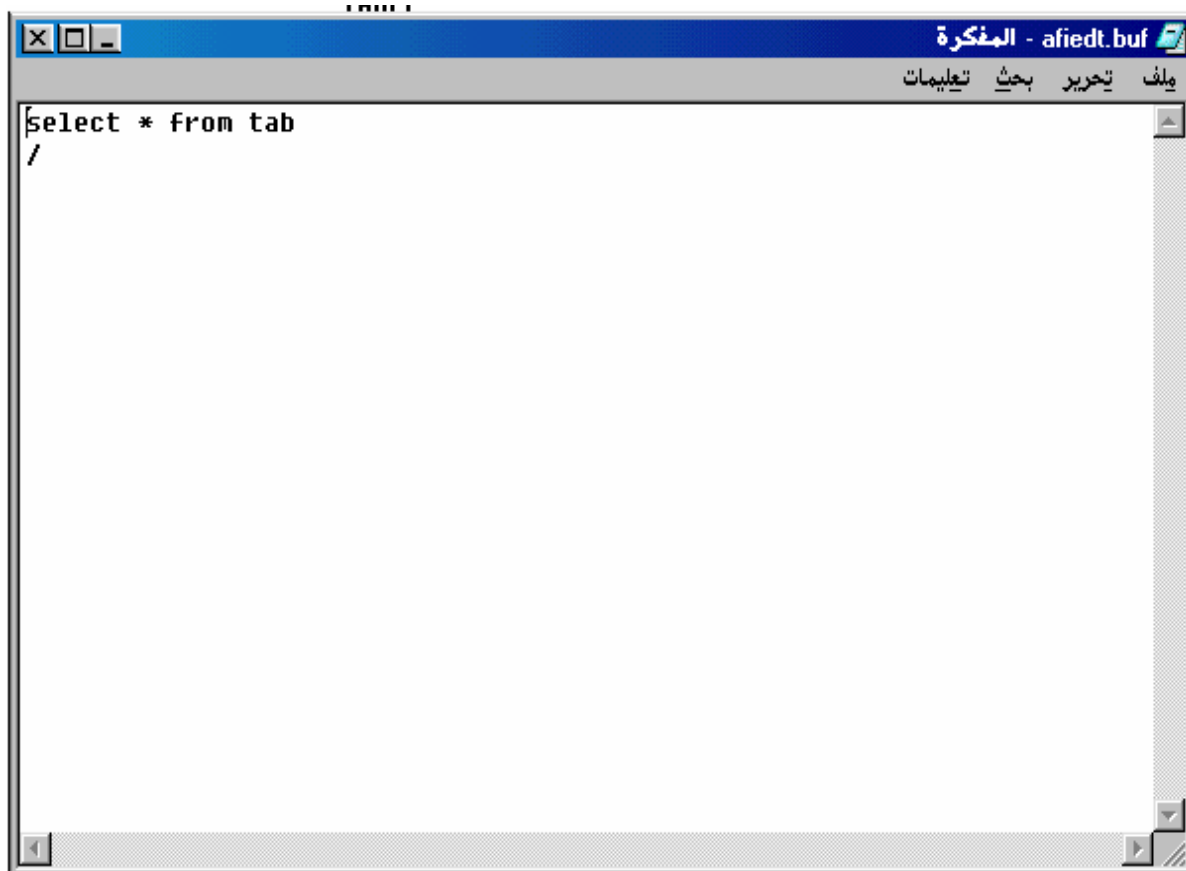 afiedt.buf - المفكرة
ملف تحرير بحث تعليمات
select * from tab
/